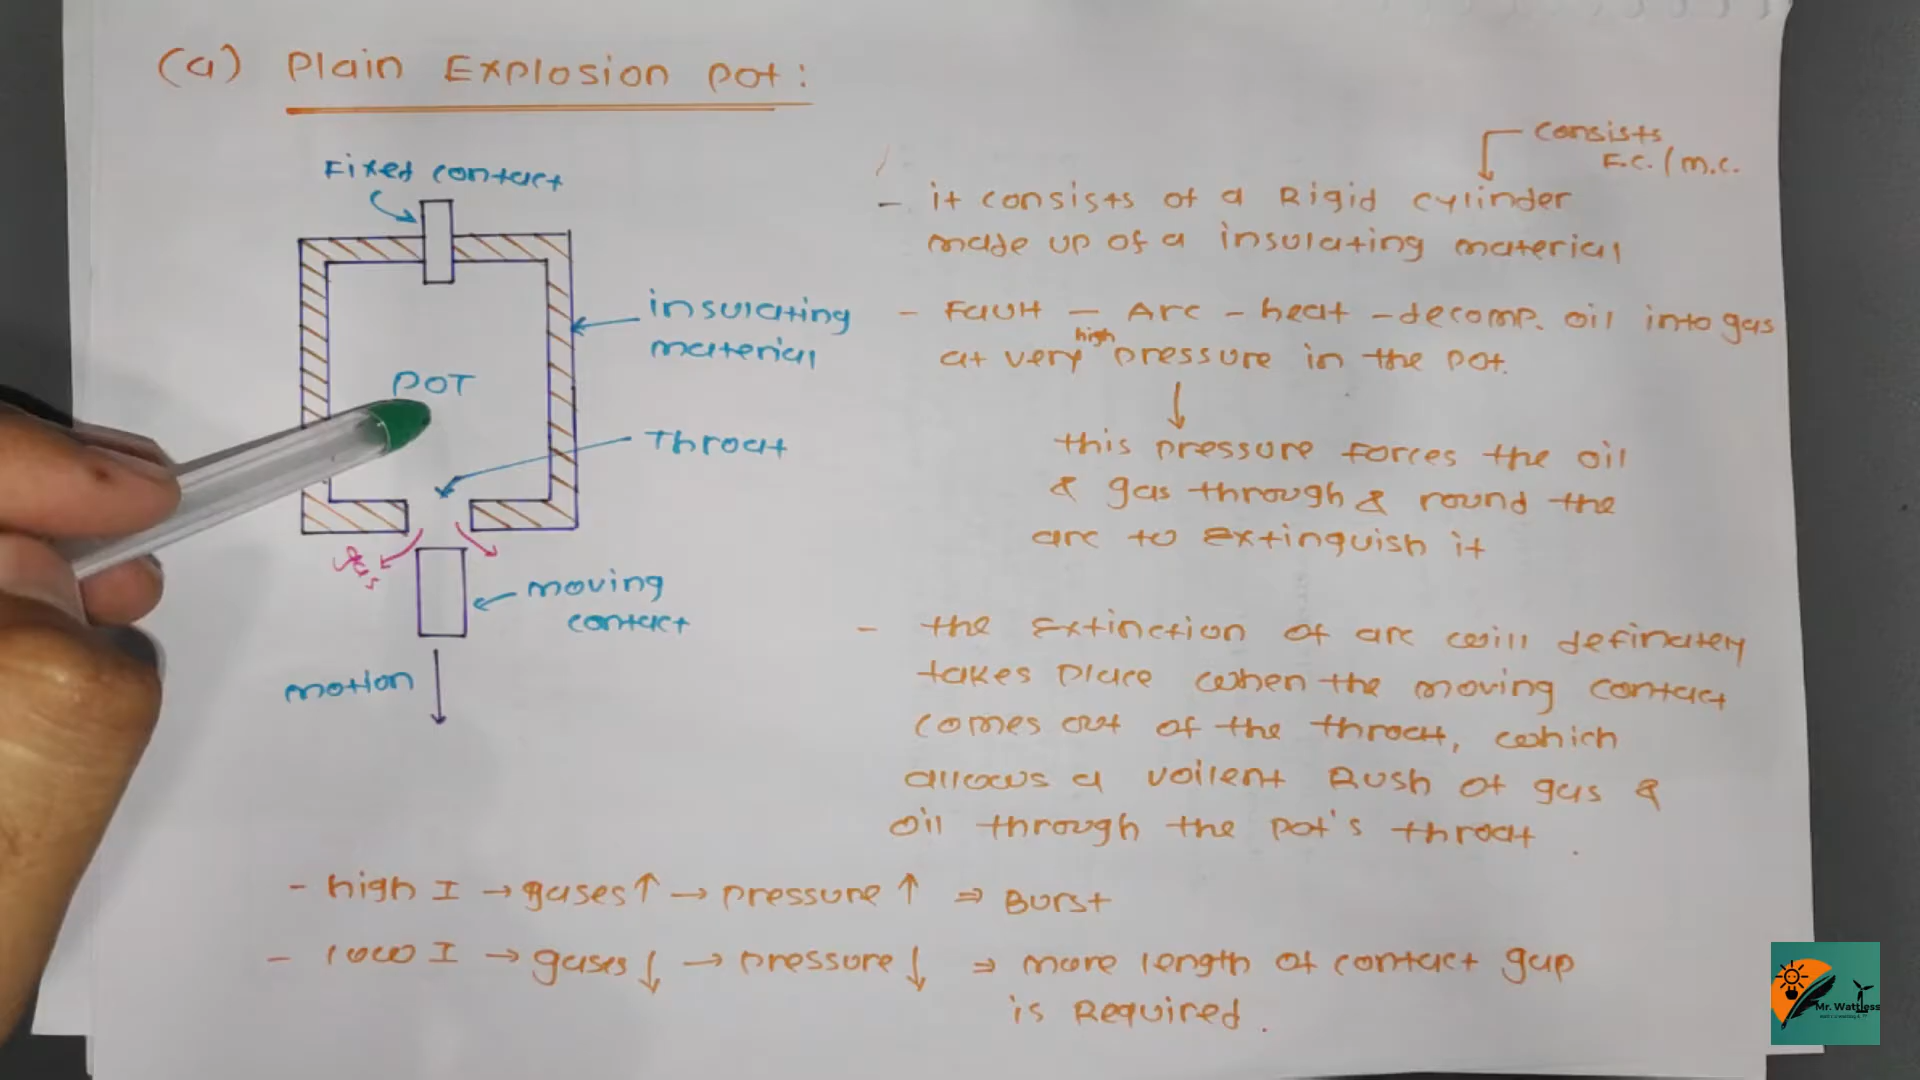 (a) Plain Explosion pot:
Fixed contact
insulating
material
POT
Throat
gas
moving
contact
motion
consists
F.C./m.c.
- it consists of a Rigid cylinder
made up of a insulating material
- Fault - Arc - heat - decomp. oil into gas
at very high pressure in the pot.
this pressure forces the oil
& gas through & round the
arc to extinguish it
- the extinction of arc will definately
takes place when the moving contact
comes out of the throat, which
allows a voilent Rush of gas &
oil through the pot's throat.
- high I → gases ↑ → pressure ↑ ⇒ Burst
- low I → gases ↓ → pressure ↓ ⇒ more length of contact gap
is Required.
Mr. Wattless